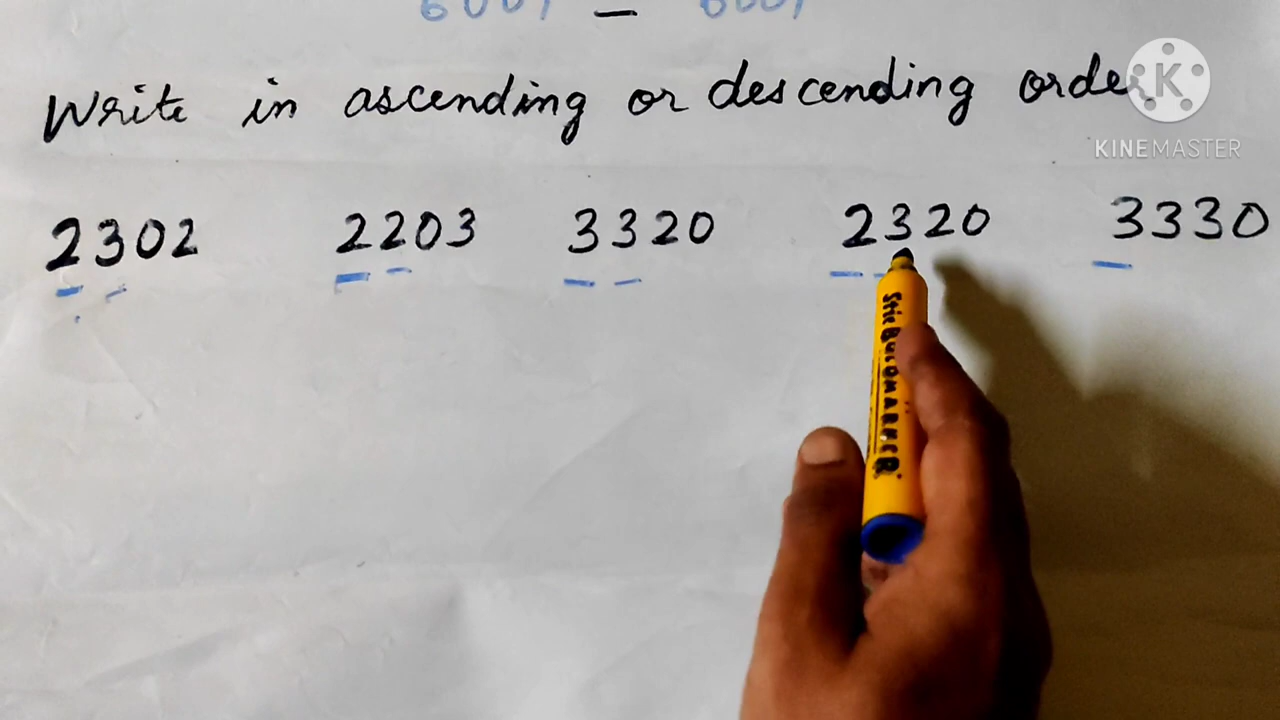 Write in ascending or descending order
KINEMASTER
2302 2203 3320 2320 3330